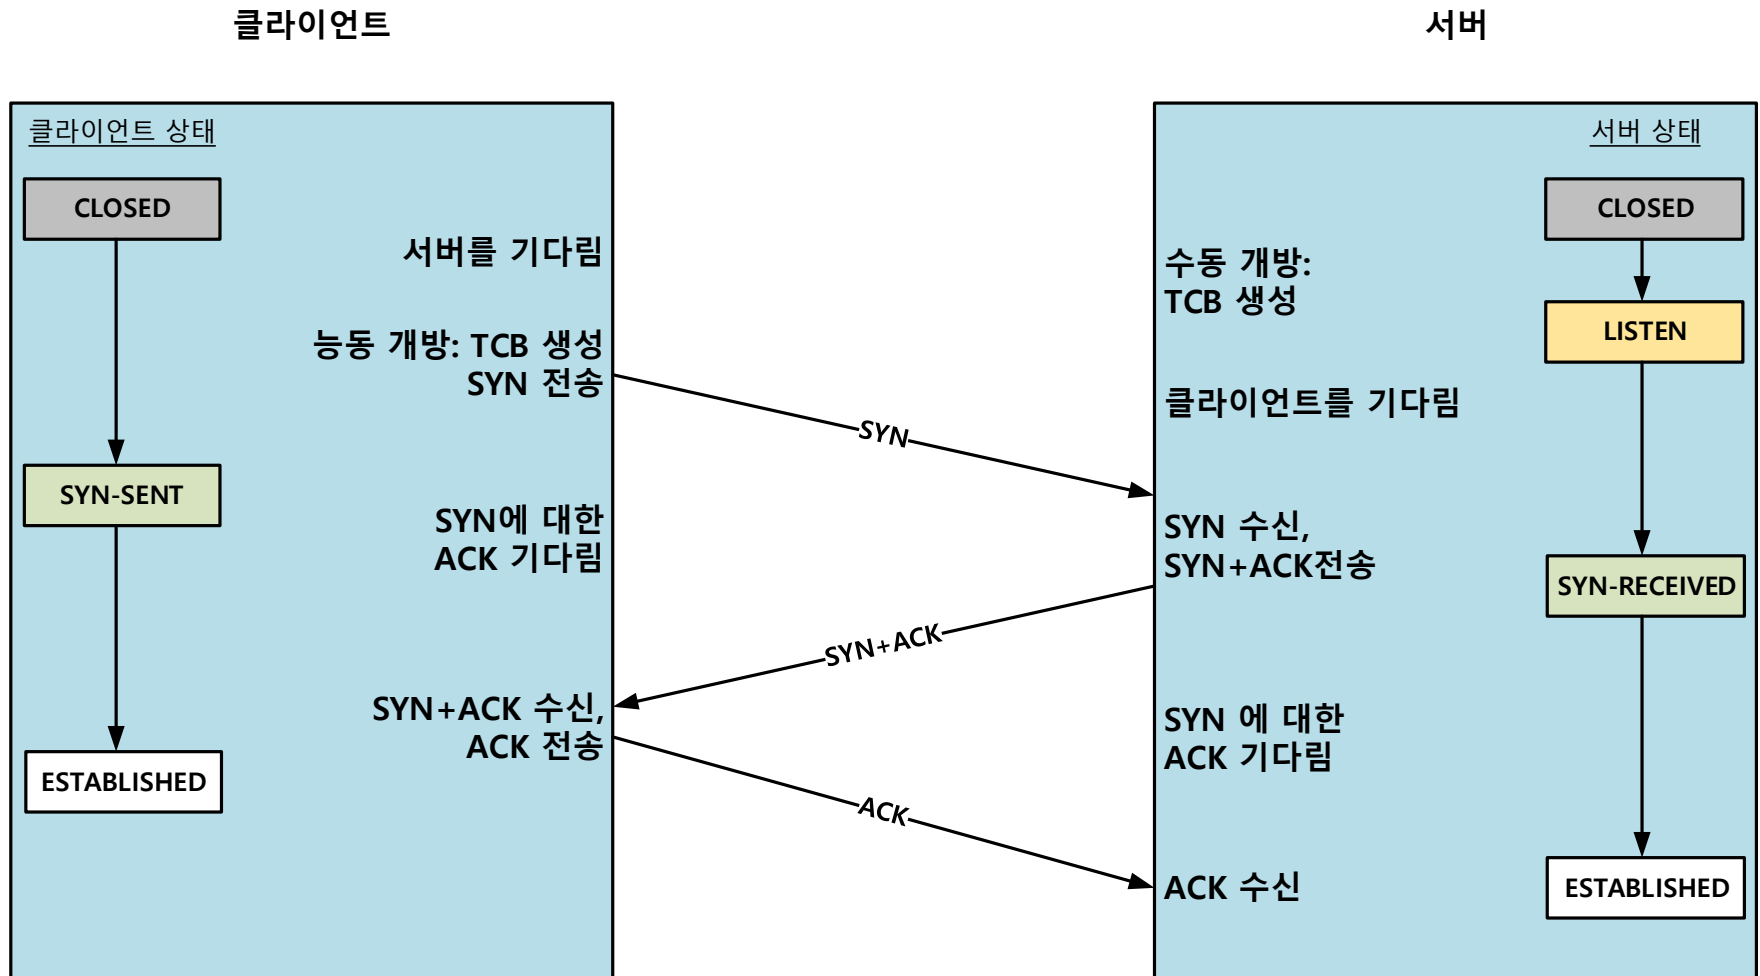 클라이언트
서버
클라이언트 상태
서버 상태
CLOSED
CLOSED
서버를 기다림
수동 개방:
TCB 생성
LISTEN
능동 개방: TCB 생성
SYN 전송
클라이언트를 기다림
SYN
SYN-SENT
SYN에 대한
ACK 기다림
SYN 수신,
SYN+ACK전송
SYN-RECEIVED
SYN+ACK
SYN+ACK 수신,
ACK 전송
SYN 에 대한
ACK 기다림
ESTABLISHED
ACK
ACK 수신
ESTABLISHED